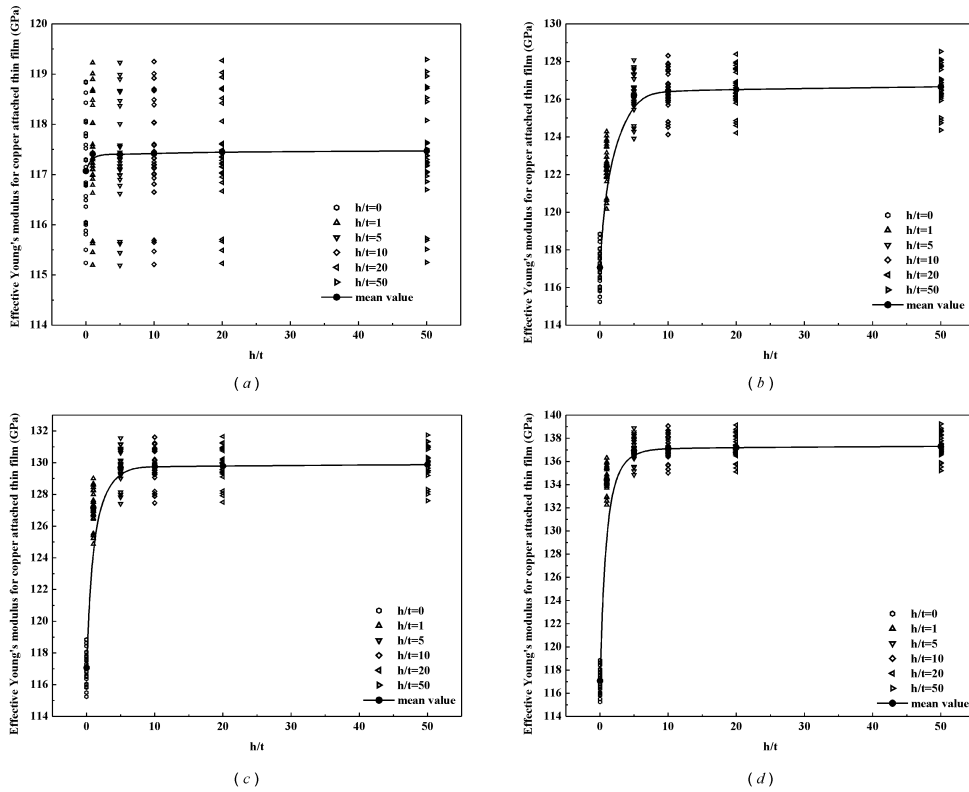 Effective Young's modulus for copper attached thin film (GPa)
120
119
118
117
116
115
114
h/t=0
h/t=1
h/t=5
h/t=10
h/t=20
h/t=50
mean value
0 10 20 30 40 50
h/t
(a)
Effective Young's modulus for copper attached thin film (GPa)
130
128
126
124
122
120
118
116
114
h/t=0
h/t=1
h/t=5
h/t=10
h/t=20
h/t=50
mean value
0 10 20 30 40 50
h/t
(b)
Effective Young's modulus for copper attached thin film (GPa)
132
130
128
126
124
122
120
118
116
114
h/t=0
h/t=1
h/t=5
h/t=10
h/t=20
h/t=50
mean value
0 10 20 30 40 50
h/t
(c)
Effective Young's modulus for copper attached thin film (GPa)
140
138
136
134
132
130
128
126
124
122
120
118
116
114
h/t=0
h/t=1
h/t=5
h/t=10
h/t=20
h/t=50
mean value
0 10 20 30 40 50
h/t
(d)